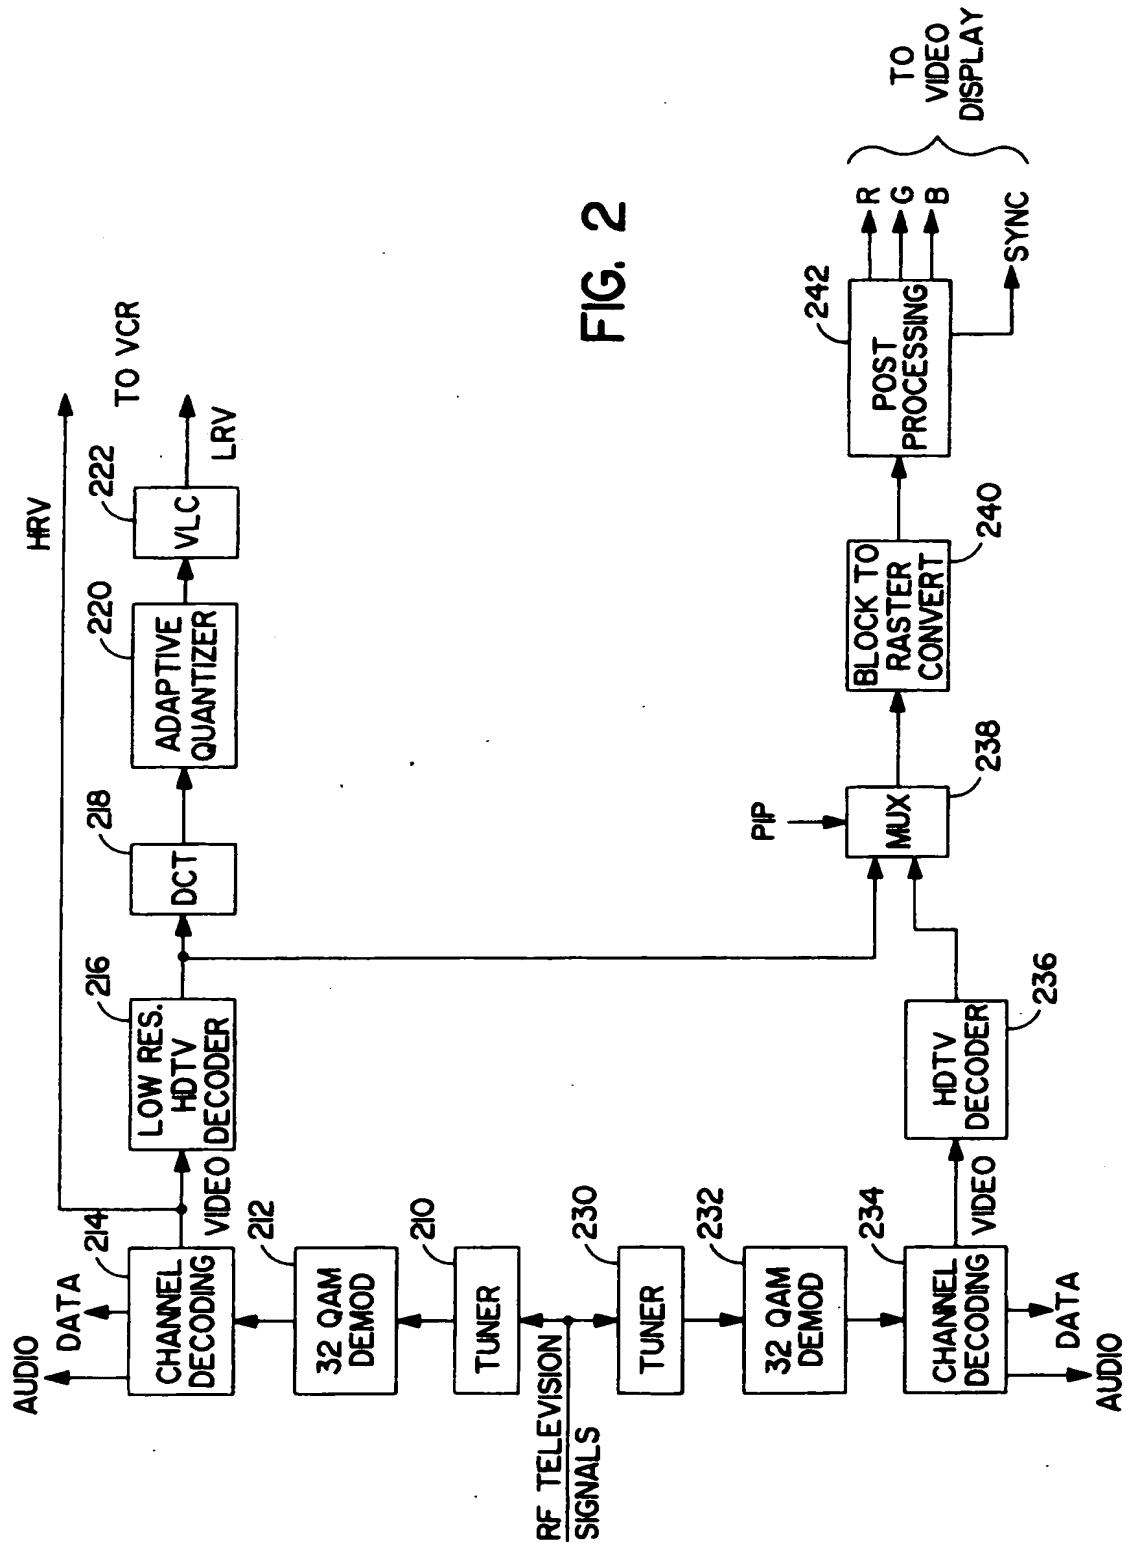 AUDIO
DATA
214
CHANNEL
DECODING
VIDEO
HRV
216
LOW RES.
HDTV
DECODER
218
DCT
220
ADAPTIVE
QUANTIZER
222
VLC
TO VCR
LRV
212
32 QAM
DEMOD
210
TUNER
RF TELEVISION
SIGNALS
230
TUNER
232
32 QAM
DEMOD
234
CHANNEL
DECODING
VIDEO
DATA
AUDIO
HDTV
DECODER
236
PIP
MUX
238
BLOCK TO
RASTER
CONVERT
240
242
POST
PROCESSING
R
G
B
SYNC
TO
VIDEO
DISPLAY
FIG. 2